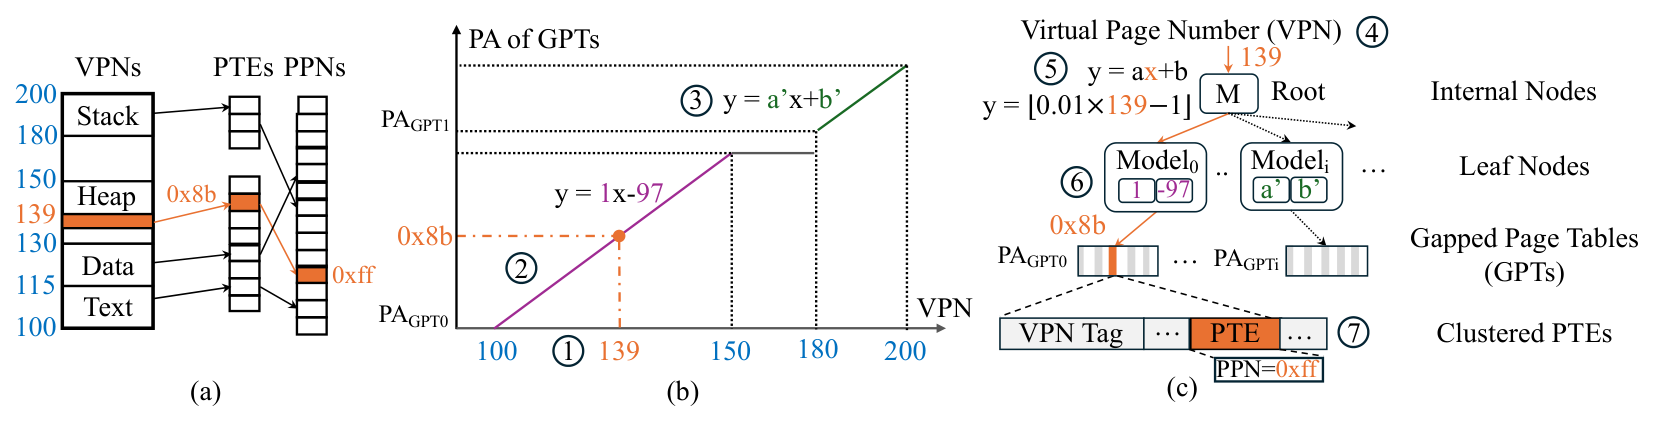 VPNs
PTEs
PPNs
200
Stack
180
150
Heap
0x8b
139
130
Data
0xff
115
Text
100
(a)
PA of GPTs
③ y = a'x+b'
PA_GPT1
y = 1x-97
0x8b
②
PA_GPT0
VPN
100
①
139
150
180
200
(b)
Virtual Page Number (VPN) ④
139
⑤ y = ax+b
y = ⌊0.01×139−1⌋
M
Root
Internal Nodes
⑥
Model₀
1
-97
..
Modelᵢ
a'
b'
...
Leaf Nodes
0x8b
PA_GPT0
...
PA_GPTi
Gapped Page Tables
(GPTs)
VPN Tag
...
PTE
...
⑦
Clustered PTEs
PPN=0xff
(c)